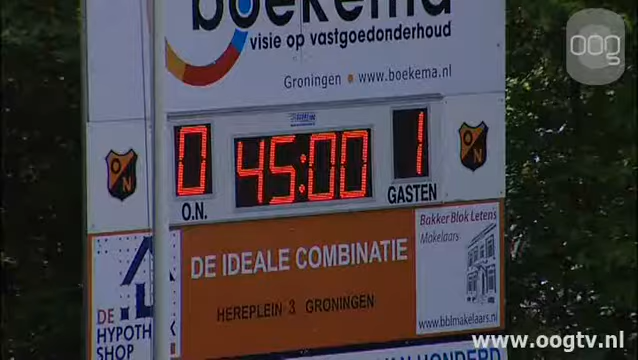 boekema
visie op vastgoedonderhoud
oog
Groningen • www.boekema.nl
0 45:00 1
O.N. GASTEN
O
N
O
N
DE IDEALE COMBINATIE
HEREPLEIN 3 GRONINGEN
Bakker Blok Letens
Makelaars
www.bblmakelaars.nl
DE
HYPOTHEEK
SHOP
www.oogtv.nl